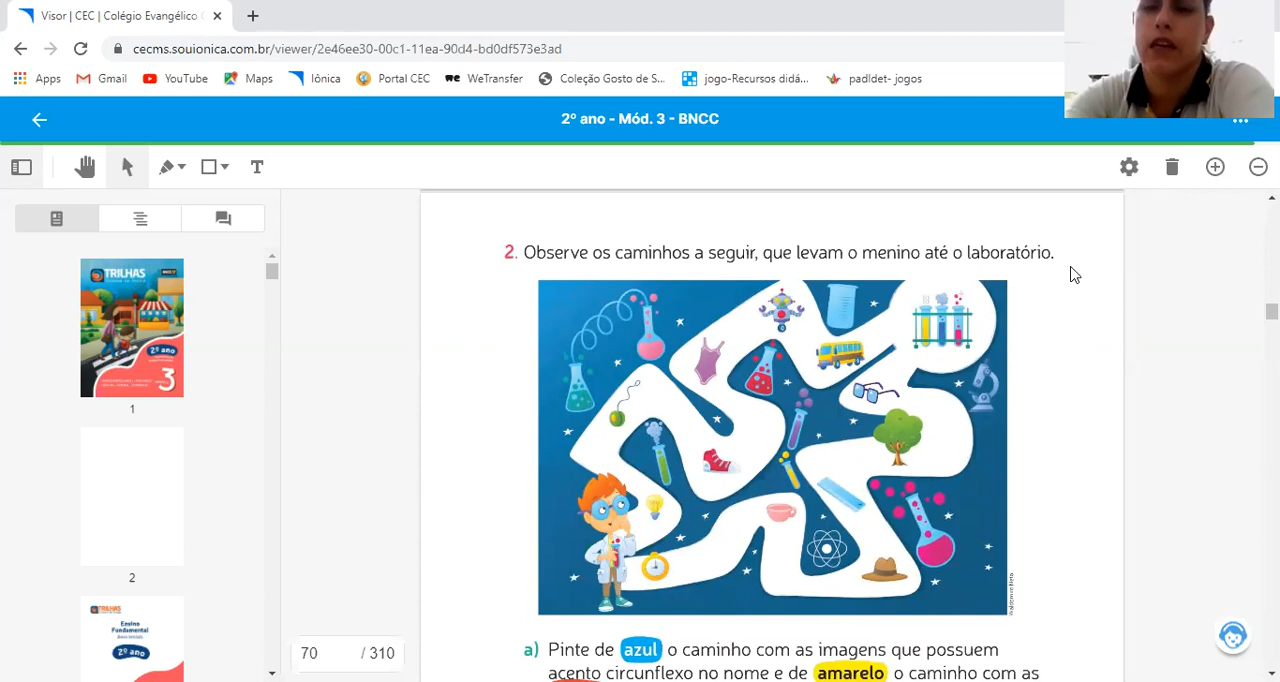 Visor | CEC | Colégio Evangélico
cecms.souionica.com.br/viewer/2e46ee30-00c1-11ea-90d4-bd0df573e3ad
Apps Gmail YouTube Maps Iônica Portal CEC WeTransfer Coleção Gosto de S... jogo-Recursos didá... padldet- jogos
2º ano - Mód. 3 - BNCC
T
TRILHAS
2º ano
3
1
2
TRILHAS
Ensino
Fundamental
2º ano
2. Observe os caminhos a seguir, que levam o menino até o laboratório.
a) Pinte de azul o caminho com as imagens que possuem
acento circunflexo no nome e de amarelo o caminho com as
70 / 310